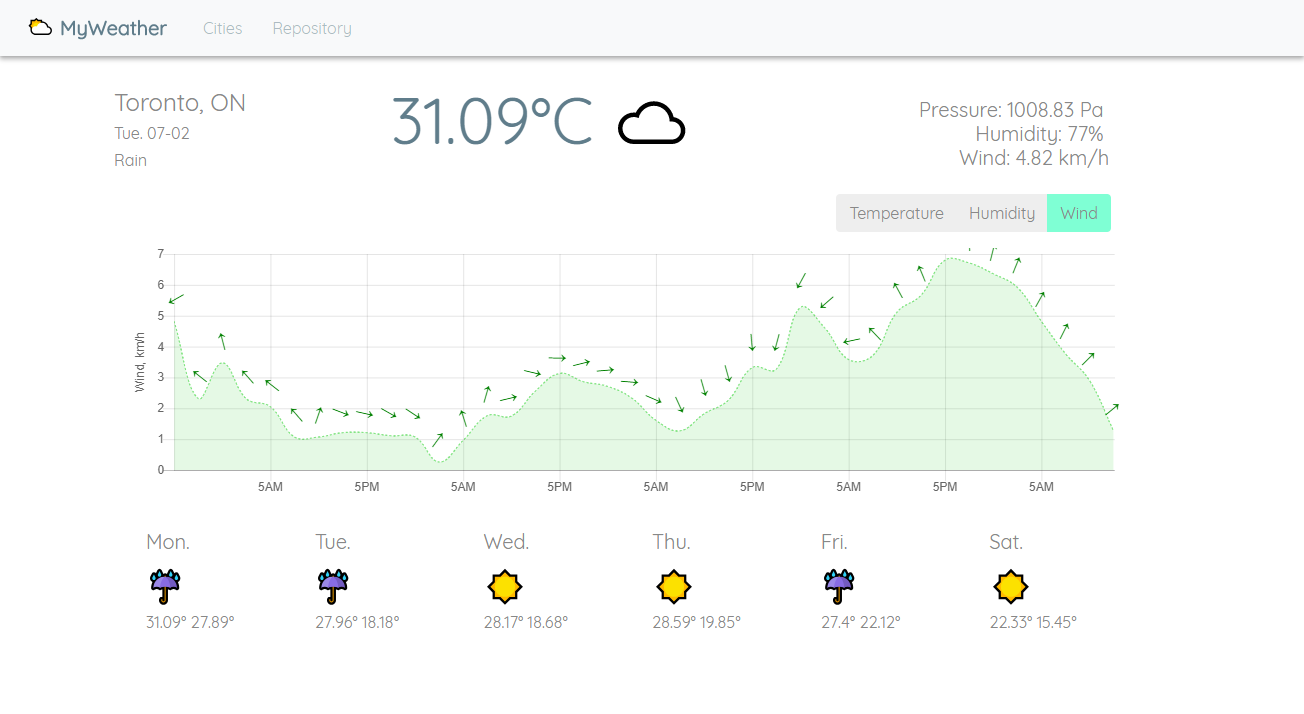 MyWeather Cities Repository
Toronto, ON
Tue. 07-02
Rain
31.09°C
Pressure: 1008.83 Pa
Humidity: 77%
Wind: 4.82 km/h
Temperature Humidity Wind
Wind, km/h
7
6
5
4
3
2
1
0
5AM 5PM 5AM 5PM 5AM 5PM 5AM 5PM 5AM
Mon. Tue. Wed. Thu. Fri. Sat.
31.09° 27.89° 27.96° 18.18° 28.17° 18.68° 28.59° 19.85° 27.4° 22.12° 22.33° 15.45°